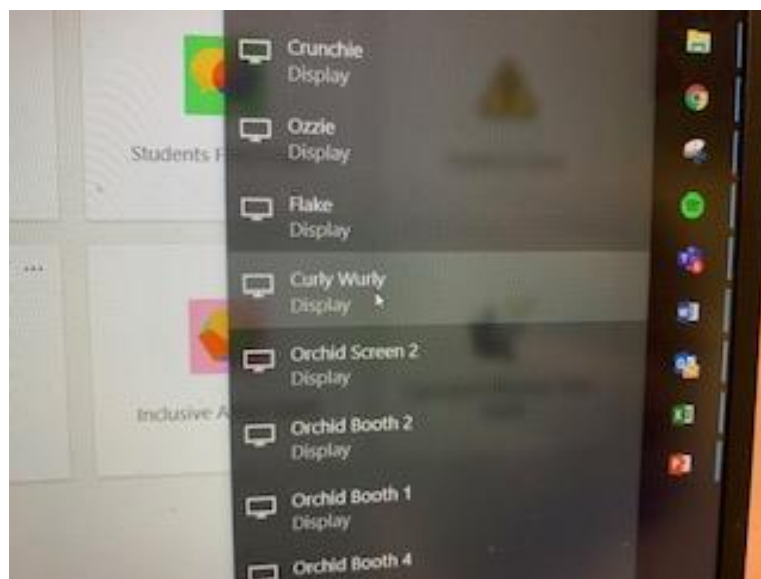 Crunchie
Display
Students
Ozzie
Display
Flake
Display
Curly Wurly
Display
Orchid Screen 2
Display
Inclusive
Orchid Booth 2
Display
Orchid Booth 1
Display
Orchid Booth 4